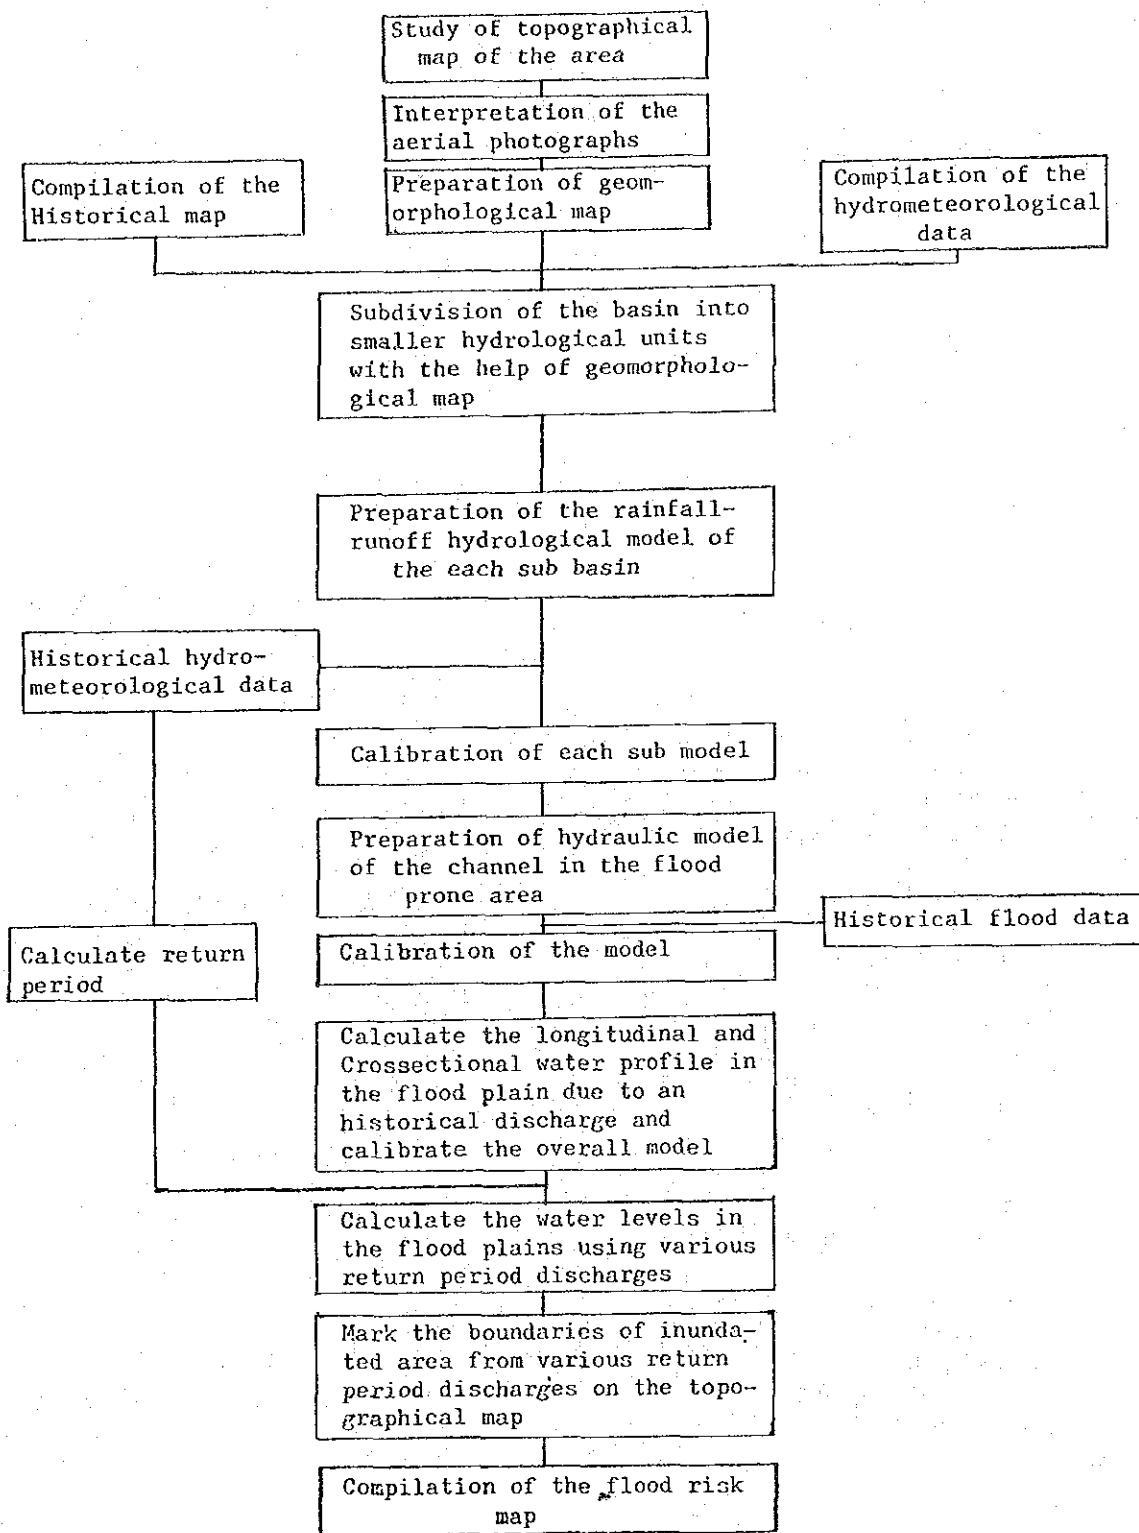 Study of topographical
map of the area
Interpretation of the
aerial photographs
Compilation of the
Historical map
Preparation of geom-
orphological map
Compilation of the
hydrometeorological
data
Subdivision of the basin into
smaller hydrological units
with the help of geomorpholo-
gical map
Preparation of the rainfall-
runoff hydrological model of
the each sub basin
Historical hydro-
meteorological data
Calibration of each sub model
Preparation of hydraulic model
of the channel in the flood
prone area
Historical flood data
Calculate return
period
Calibration of the model
Calculate the longitudinal and
Crossectional water profile in
the flood plain due to an
historical discharge and
calibrate the overall model
Calculate the water levels in
the flood plains using various
return period discharges
Mark the boundaries of inunda-
ted area from various return
period discharges on the topo-
graphical map
Compilation of the flood risk
map